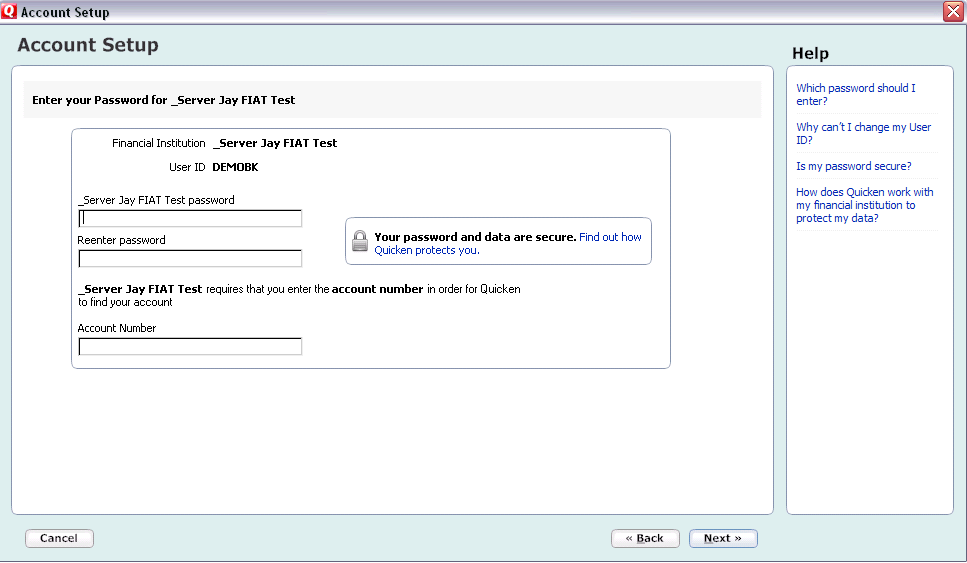 Account Setup
Account Setup
Enter your Password for _Server Jay FIAT Test
Financial Institution _Server Jay FIAT Test
User ID DEMOBK
_Server Jay FIAT Test password
Reenter password
Your password and data are secure. Find out how
Quicken protects you.
_Server Jay FIAT Test requires that you enter the account number in order for Quicken
to find your account
Account Number
Help
Which password should I
enter?
Why can't I change my User
ID?
Is my password secure?
How does Quicken work with
my financial institution to
protect my data?
Cancel
« Back
Next »